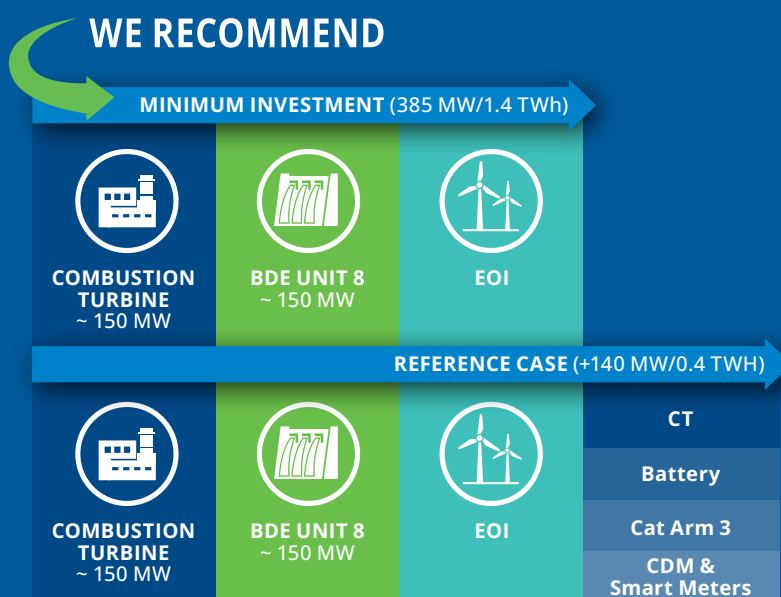 WE RECOMMEND
MINIMUM INVESTMENT (385 MW/1.4 TWh)
COMBUSTION
TURBINE
~ 150 MW
BDE UNIT 8
~ 150 MW
EOI
REFERENCE CASE (+140 MW/0.4 TWH)
COMBUSTION
TURBINE
~ 150 MW
BDE UNIT 8
~ 150 MW
EOI
CT
Battery
Cat Arm 3
CDM &
Smart Meters